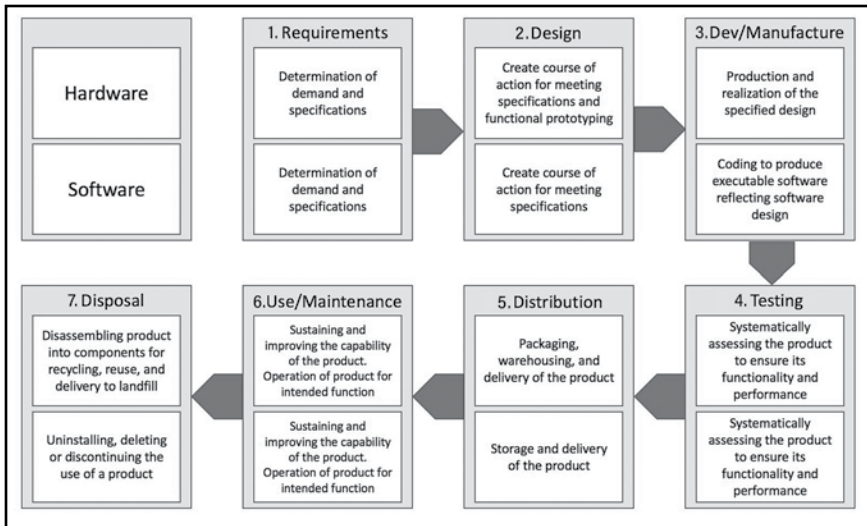 Hardware
Software
1. Requirements
Determination of
demand and
specifications
Determination of
demand and
specifications
2. Design
Create course of
action for meeting
specifications and
functional prototyping
Create course of
action for meeting
specifications
3. Dev/Manufacture
Production and
realization of the
specified design
Coding to produce
executable software
reflecting software
design
4. Testing
Systematically
assessing the product
to ensure its
functionality and
performance
Systematically
assessing the product
to ensure its
functionality and
performance
5. Distribution
Packaging,
warehousing, and
delivery of the product
Storage and delivery
of the product
6. Use/Maintenance
Sustaining and
improving the capability
of the product.
Operation of product for
intended function
Sustaining and
improving the capability
of the product.
Operation of product for
intended function
7. Disposal
Disassembling product
into components for
recycling, reuse, and
delivery to landfill
Uninstalling, deleting
or discontinuing the
use of a product